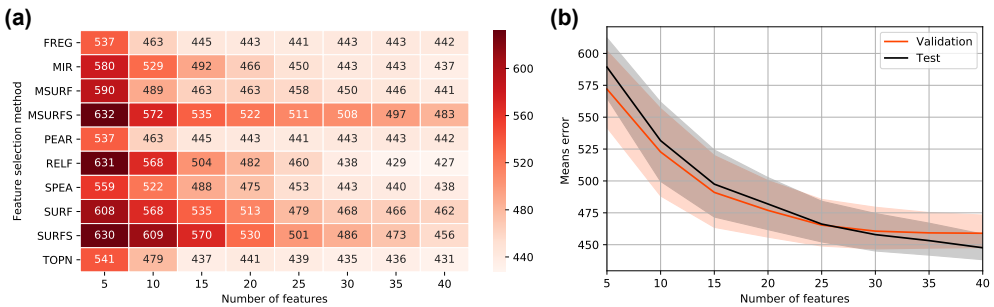 (a)
Feature selection method
FREG 537 463 445 443 441 443 443 442
MIR 580 529 492 466 450 443 443 437
MSURF 590 489 463 463 458 450 446 441
MSURFS 632 572 535 522 511 508 497 483
PEAR 537 463 445 443 441 443 443 442
RELF 631 568 504 482 460 438 429 427
SPEA 559 522 488 475 453 443 440 438
SURF 608 568 535 513 479 468 466 462
SURFS 630 609 570 530 501 486 473 456
TOPN 541 479 437 441 439 435 436 431
5 10 15 20 25 30 35 40
Number of features
600
560
520
480
440
(b)
Means error
600
575
550
525
500
475
450
Validation
Test
5 10 15 20 25 30 35 40
Number of features